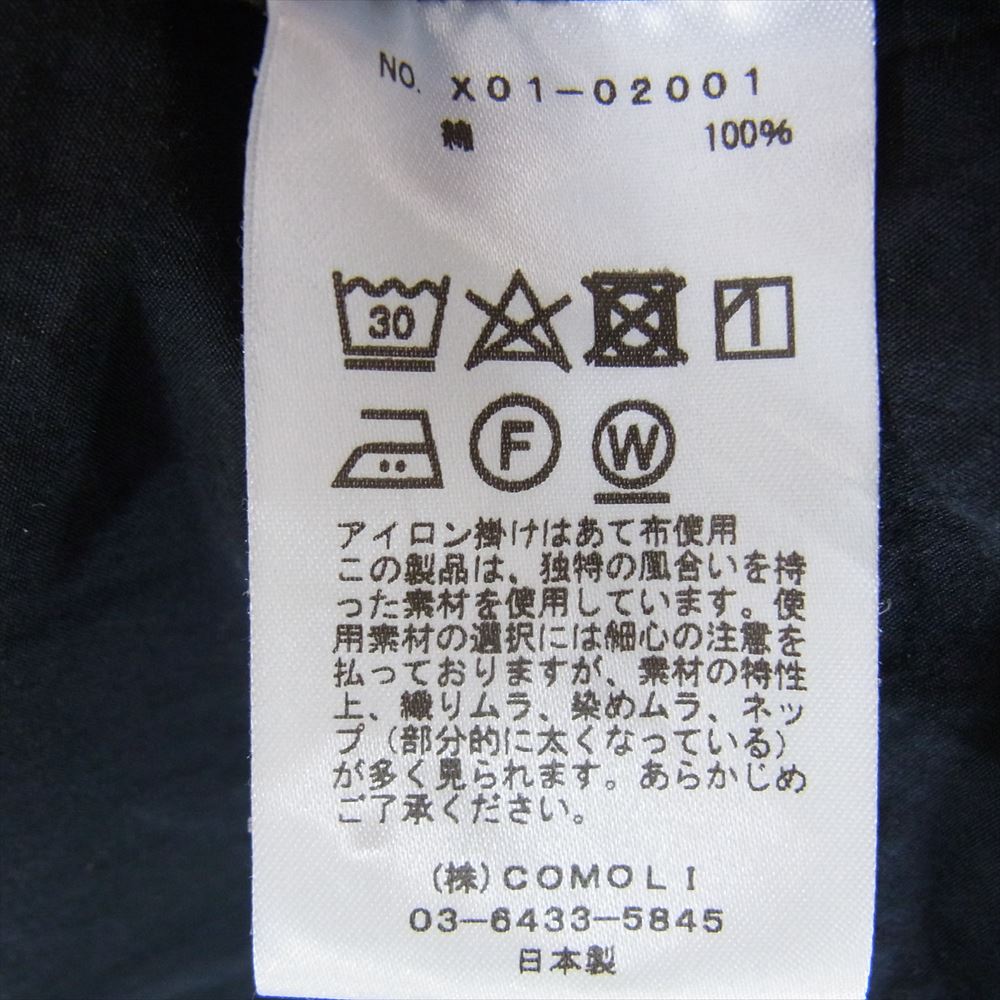 NO. X01-02001
綿 100%
30
F W
アイロン掛けはあて布使用
この製品は、独特の風合いを持
った素材を使用しています。使
用素材の選択には細心の注意を
払っておりますが、素材の特性
上、織りムラ、染めムラ、ネッ
プ（部分的に太くなっている）
が多く見られます。あらかじめ
ご了承ください。
(株)COMOLI
03-6433-5845
日本製